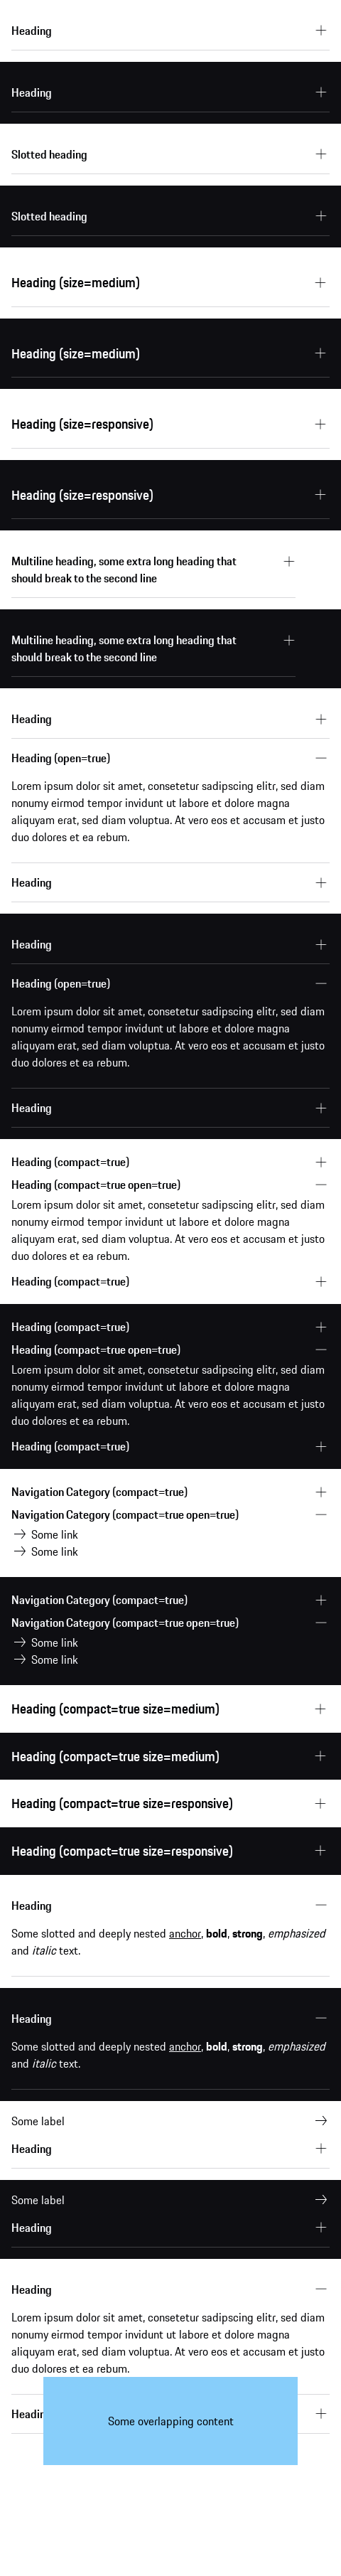 Heading
Heading
Slotted heading
Slotted heading
Heading (size=medium)
Heading (size=medium)
Heading (size=responsive)
Heading (size=responsive)
Multiline heading, some extra long heading that
should break to the second line
Multiline heading, some extra long heading that
should break to the second line
Heading
Heading (open=true)
Lorem ipsum dolor sit amet, consetetur sadipscing elitr, sed diam
nonumy eirmod tempor invidunt ut labore et dolore magna
aliquyam erat, sed diam voluptua. At vero eos et accusam et justo
duo dolores et ea rebum.
Heading
Heading
Heading (open=true)
Lorem ipsum dolor sit amet, consetetur sadipscing elitr, sed diam
nonumy eirmod tempor invidunt ut labore et dolore magna
aliquyam erat, sed diam voluptua. At vero eos et accusam et justo
duo dolores et ea rebum.
Heading
Heading (compact=true)
Heading (compact=true open=true)
Lorem ipsum dolor sit amet, consetetur sadipscing elitr, sed diam
nonumy eirmod tempor invidunt ut labore et dolore magna
aliquyam erat, sed diam voluptua. At vero eos et accusam et justo
duo dolores et ea rebum.
Heading (compact=true)
Heading (compact=true)
Heading (compact=true open=true)
Lorem ipsum dolor sit amet, consetetur sadipscing elitr, sed diam
nonumy eirmod tempor invidunt ut labore et dolore magna
aliquyam erat, sed diam voluptua. At vero eos et accusam et justo
duo dolores et ea rebum.
Heading (compact=true)
Navigation Category (compact=true)
Navigation Category (compact=true open=true)
Some link
Some link
Navigation Category (compact=true)
Navigation Category (compact=true open=true)
Some link
Some link
Heading (compact=true size=medium)
Heading (compact=true size=medium)
Heading (compact=true size=responsive)
Heading (compact=true size=responsive)
Heading
Some slotted and deeply nested anchor, bold, strong, emphasized
and italic text.
Heading
Some slotted and deeply nested anchor, bold, strong, emphasized
and italic text.
Some label
Heading
Some label
Heading
Heading
Lorem ipsum dolor sit amet, consetetur sadipscing elitr, sed diam
nonumy eirmod tempor invidunt ut labore et dolore magna
aliquyam erat, sed diam voluptua. At vero eos et accusam et justo
duo dolores et ea rebum.
Some overlapping content